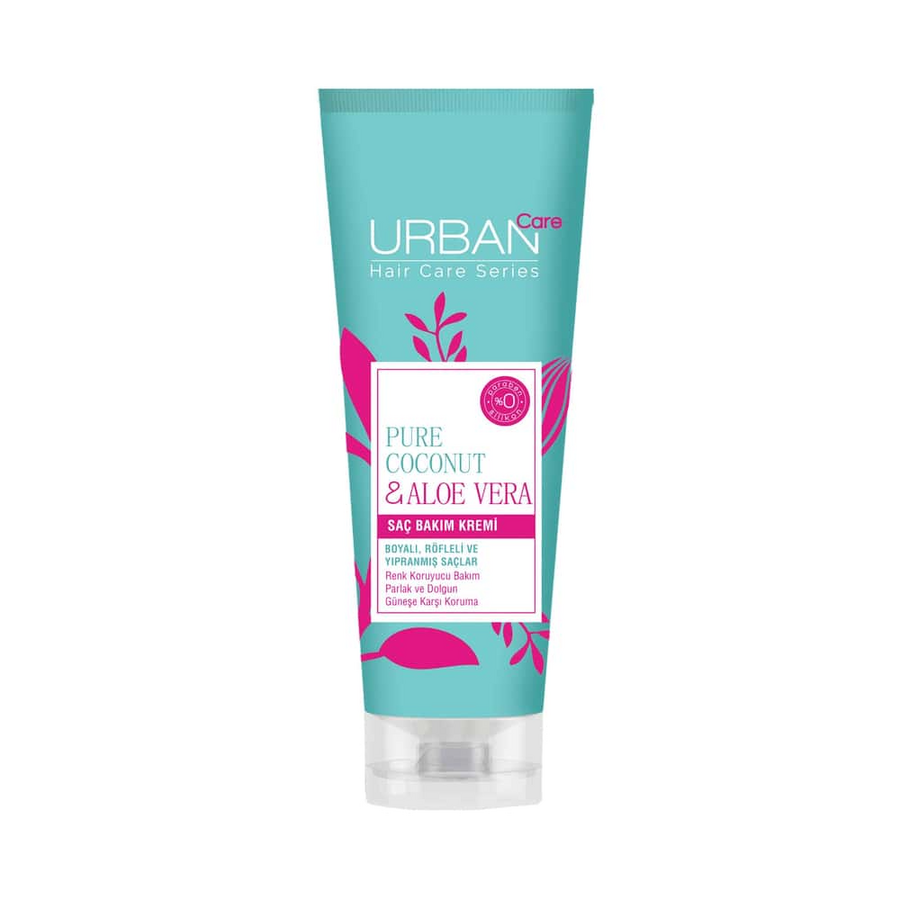 URBAN Care
Hair Care Series
paraben
%0
silikon
PURE
COCONUT
& ALOE VERA
SAÇ BAKIM KREMİ
BOYALI, RÖFLELİ VE
YIPRANMIŞ SAÇLAR
Renk Koruyucu Bakım
Parlak ve Dolgun
Güneşe Karşı Koruma